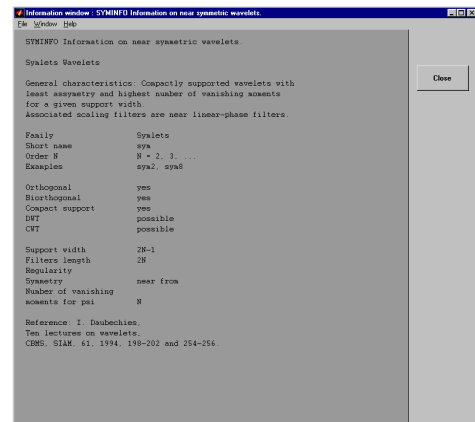 Information window : SYMINFO Information on near symmetric wavelets.
File Window Help
SYMINFO Information on near symmetric wavelets.
Symlets Wavelets
General characteristics: Compactly supported wavelets with
least assymetry and highest number of vanishing moments
for a given support width.
Associated scaling filters are near linear-phase filters.
Family Symlets
Short name sym
Order N N = 2, 3, ...
Examples sym2, sym8
Orthogonal yes
Biorthogonal yes
Compact support yes
DWT possible
CWT possible
Support width 2N-1
Filters length 2N
Regularity
Symmetry near from
Number of vanishing
moments for psi N
Reference: I. Daubechies,
Ten lectures on wavelets,
CBMS, SIAM, 61, 1994, 198-202 and 254-256.
Close